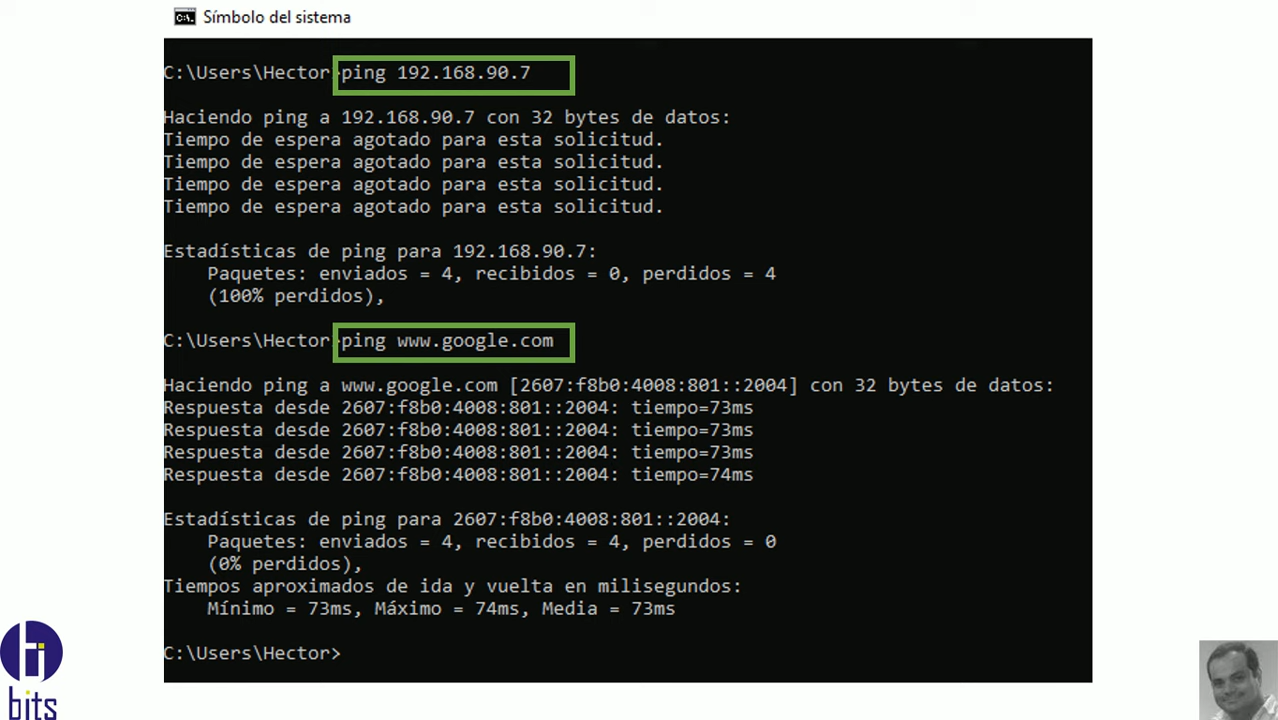 Símbolo del sistema
C:\Users\Hector>ping 192.168.90.7
Haciendo ping a 192.168.90.7 con 32 bytes de datos:
Tiempo de espera agotado para esta solicitud.
Tiempo de espera agotado para esta solicitud.
Tiempo de espera agotado para esta solicitud.
Tiempo de espera agotado para esta solicitud.
Estadísticas de ping para 192.168.90.7:
Paquetes: enviados = 4, recibidos = 0, perdidos = 4
(100% perdidos),
C:\Users\Hector>ping www.google.com
Haciendo ping a www.google.com [2607:f8b0:4008:801::2004] con 32 bytes de datos:
Respuesta desde 2607:f8b0:4008:801::2004: tiempo=73ms
Respuesta desde 2607:f8b0:4008:801::2004: tiempo=73ms
Respuesta desde 2607:f8b0:4008:801::2004: tiempo=73ms
Respuesta desde 2607:f8b0:4008:801::2004: tiempo=74ms
Estadísticas de ping para 2607:f8b0:4008:801::2004:
Paquetes: enviados = 4, recibidos = 4, perdidos = 0
(0% perdidos),
Tiempos aproximados de ida y vuelta en milisegundos:
Mínimo = 73ms, Máximo = 74ms, Media = 73ms
C:\Users\Hector>
hi
bits